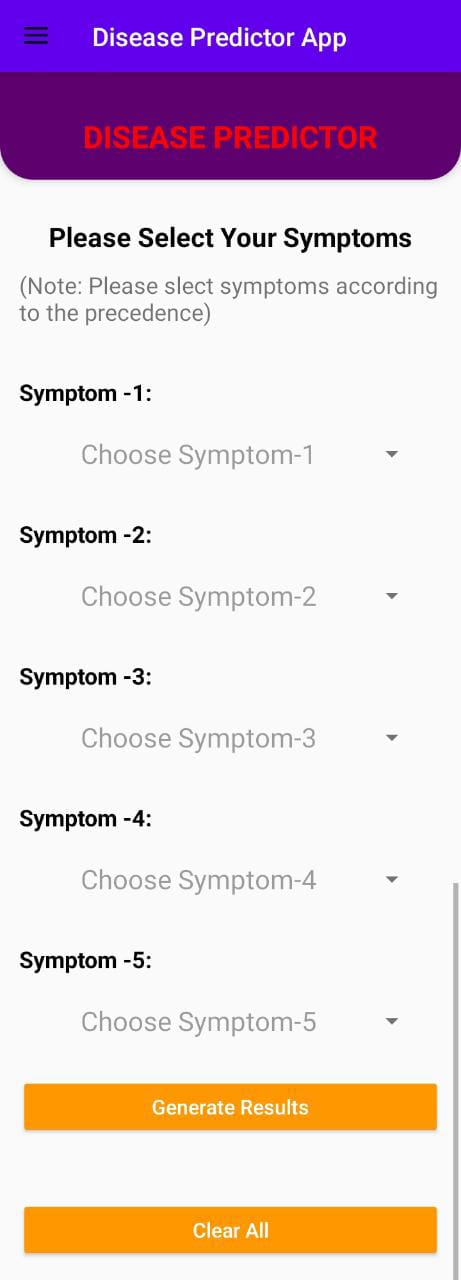 Disease Predictor App
DISEASE PREDICTOR
Please Select Your Symptoms
(Note: Please slect symptoms according
to the precedence)
Symptom -1:
Choose Symptom-1
Symptom -2:
Choose Symptom-2
Symptom -3:
Choose Symptom-3
Symptom -4:
Choose Symptom-4
Symptom -5:
Choose Symptom-5
Generate Results
Clear All